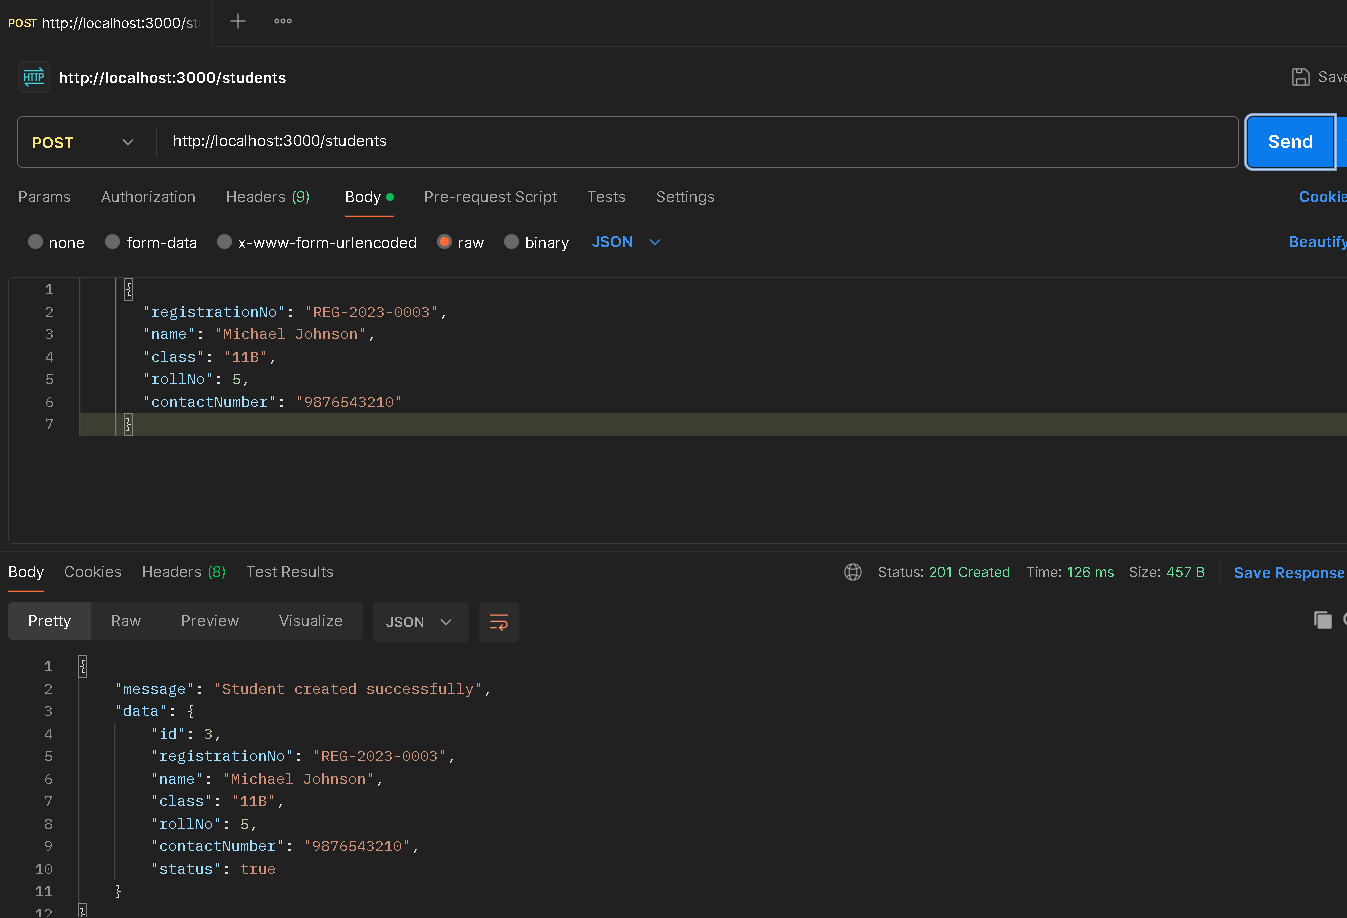 POST http://localhost:3000/stu
http://localhost:3000/students
Save
POST http://localhost:3000/students Send
Params Authorization Headers (9) Body Pre-request Script Tests Settings Cookie
none form-data x-www-form-urlencoded raw binary JSON Beautify
1 {
2 "registrationNo": "REG-2023-0003",
3 "name": "Michael Johnson",
4 "class": "11B",
5 "rollNo": 5,
6 "contactNumber": "9876543210"
7 }
Body Cookies Headers (8) Test Results Status: 201 Created Time: 126 ms Size: 457 B Save Response
Pretty Raw Preview Visualize JSON
1 {
2 "message": "Student created successfully",
3 "data": {
4 "id": 3,
5 "registrationNo": "REG-2023-0003",
6 "name": "Michael Johnson",
7 "class": "11B",
8 "rollNo": 5,
9 "contactNumber": "9876543210",
10 "status": true
11 }
12 }